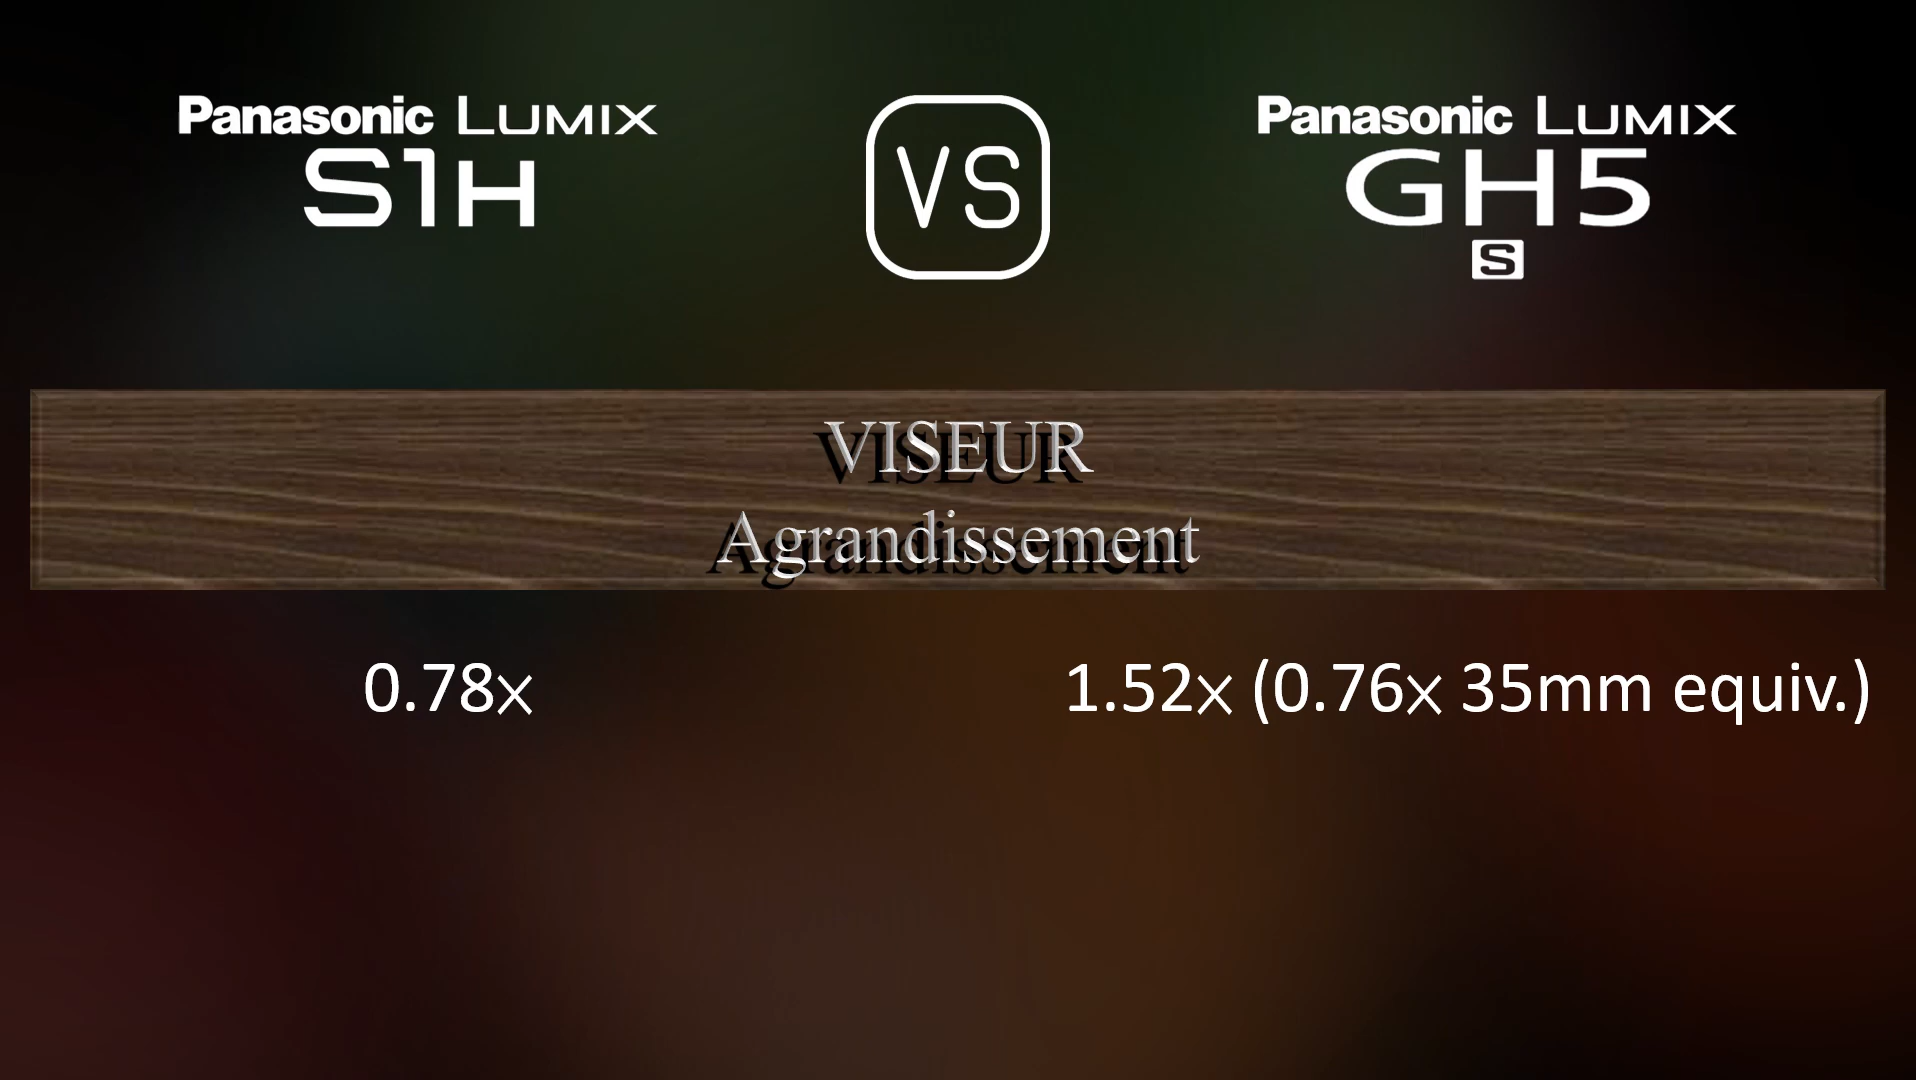 Panasonic LUMIX
S1H
VS
Panasonic LUMIX
GH5
S
VISEUR
Agrandissement
0.78x
1.52x (0.76x 35mm equiv.)